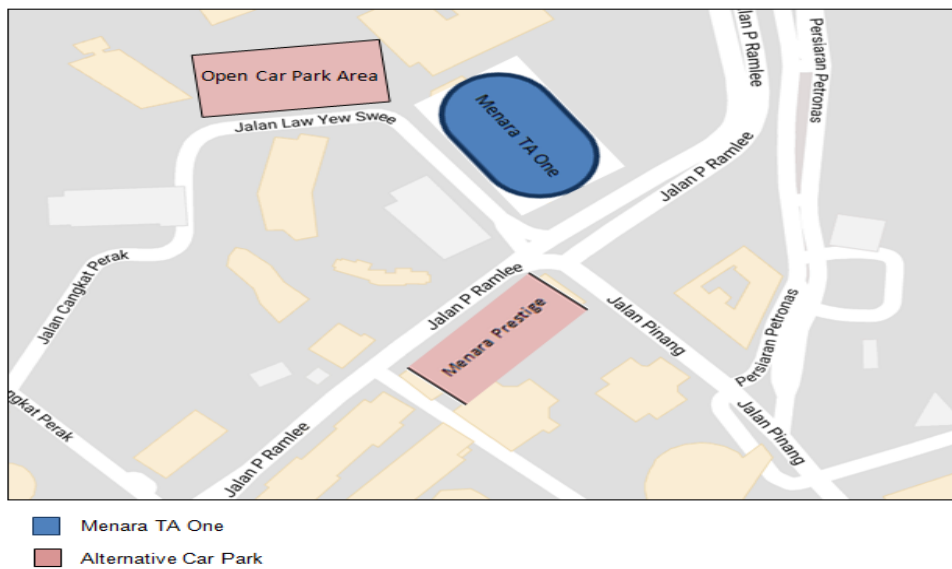 Open Car Park Area
Jalan Law Yew Swee
Menara TA One
Jalan P Ramlee
Persiaran Petronas
Persiaran Petronas
Jalan P Ramlee
Jalan Cangkat Perak
Jalan P Ramlee
Menara Prestige
Jalan Pinang
Persiaran Petronas
Jalan Pinang
ngkat Perak
Jalan P Ramlee
Menara TA One
Alternative Car Park